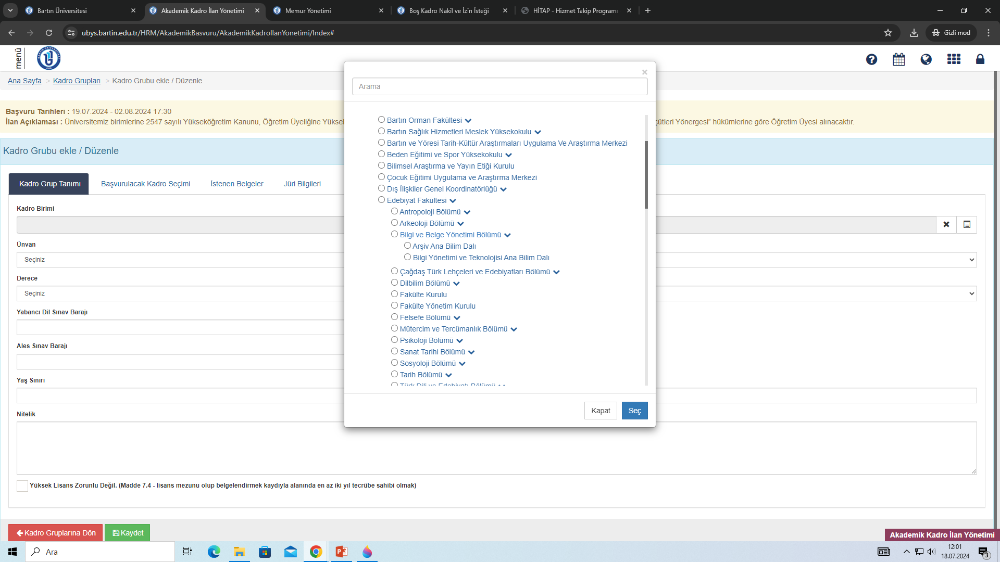 Bartın Üniversitesi
Akademik Kadro İlan Yönetimi
Memur Yönetimi
Boş Kadro Nakil ve İzin İsteği
HİTAP - Hizmet Takip Programı
ubys.bartin.edu.tr/HRM/AkademikBasvuru/AkademikKadroIlanYonetimi/Index#
Gizli mod
menü
Ana Sayfa > Kadro Grupları > Kadro Grubu ekle / Düzenle
Başvuru Tarihleri : 19.07.2024 - 02.08.2024 17:30
İlan Açıklaması : Üniversitemiz birimlerine 2547 sayılı Yükseköğretim Kanunu, Öğretim Üyeliğine Yüksel
çütleri Yönergesi” hükümlerine göre Öğretim Üyesi alınacaktır.
Kadro Grubu ekle / Düzenle
Kadro Grup Tanımı
Başvurulacak Kadro Seçimi
İstenen Belgeler
Jüri Bilgileri
Kadro Birimi
Ünvan
Seçiniz
Derece
Seçiniz
Yabancı Dil Sınav Barajı
Ales Sınav Barajı
Yaş Sınırı
Nitelik
Yüksek Lisans Zorunlu Değil. (Madde 7.4 - lisans mezunu olup belgelendirmek kaydıyla alanında en az iki yıl tecrübe sahibi olmak)
Kadro Gruplarına Dön
Kaydet
×
Arama
Bartın Orman Fakültesi
Bartın Sağlık Hizmetleri Meslek Yüksekokulu
Bartın ve Yöresi Tarih-Kültür Araştırmaları Uygulama Ve Araştırma Merkezi
Beden Eğitimi ve Spor Yüksekokulu
Bilimsel Araştırma ve Yayın Etiği Kurulu
Çocuk Eğitimi Uygulama ve Araştırma Merkezi
Dış İlişkiler Genel Koordinatörlüğü
Edebiyat Fakültesi
Antropoloji Bölümü
Arkeoloji Bölümü
Bilgi ve Belge Yönetimi Bölümü
Arşiv Ana Bilim Dalı
Bilgi Yönetimi ve Teknolojisi Ana Bilim Dalı
Çağdaş Türk Lehçeleri ve Edebiyatları Bölümü
Dilbilim Bölümü
Fakülte Kurulu
Fakülte Yönetim Kurulu
Felsefe Bölümü
Mütercim ve Tercümanlık Bölümü
Psikoloji Bölümü
Sanat Tarihi Bölümü
Sosyoloji Bölümü
Tarih Bölümü
Türk Dili ve Edebiyatı Bölümü
Kapat
Seç
Akademik Kadro İlan Yönetimi
Ara
12:01
18.07.2024
3